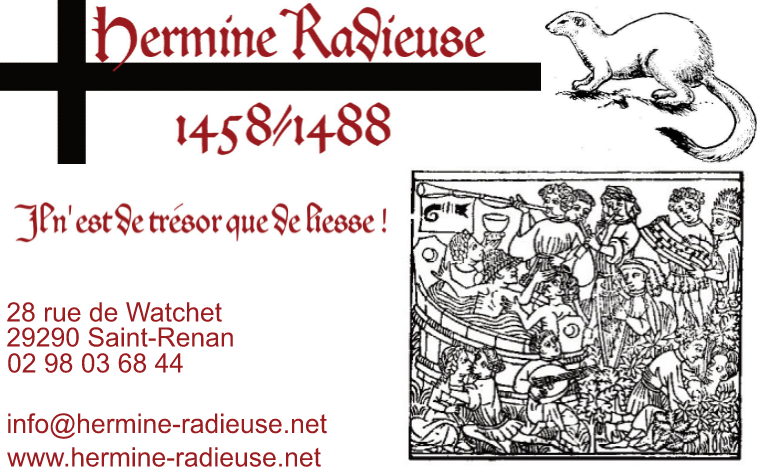 Hermine Radieuse
1458/1488
Il n'est de trésor que de liesse !
28 rue de Watchet
29290 Saint-Renan
02 98 03 68 44
info@hermine-radieuse.net
www.hermine-radieuse.net